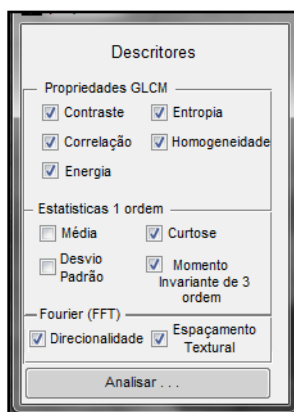 Descritores
Propriedades GLCM
Contraste Entropia
Correlação Homogeneidade
Energia
Estatisticas 1 ordem
Média Curtose
Desvio
Padrão
Momento
Invariante de 3
ordem
Fourier (FFT)
Direcionalidade
Espaçamento
Textural
Analisar . . .